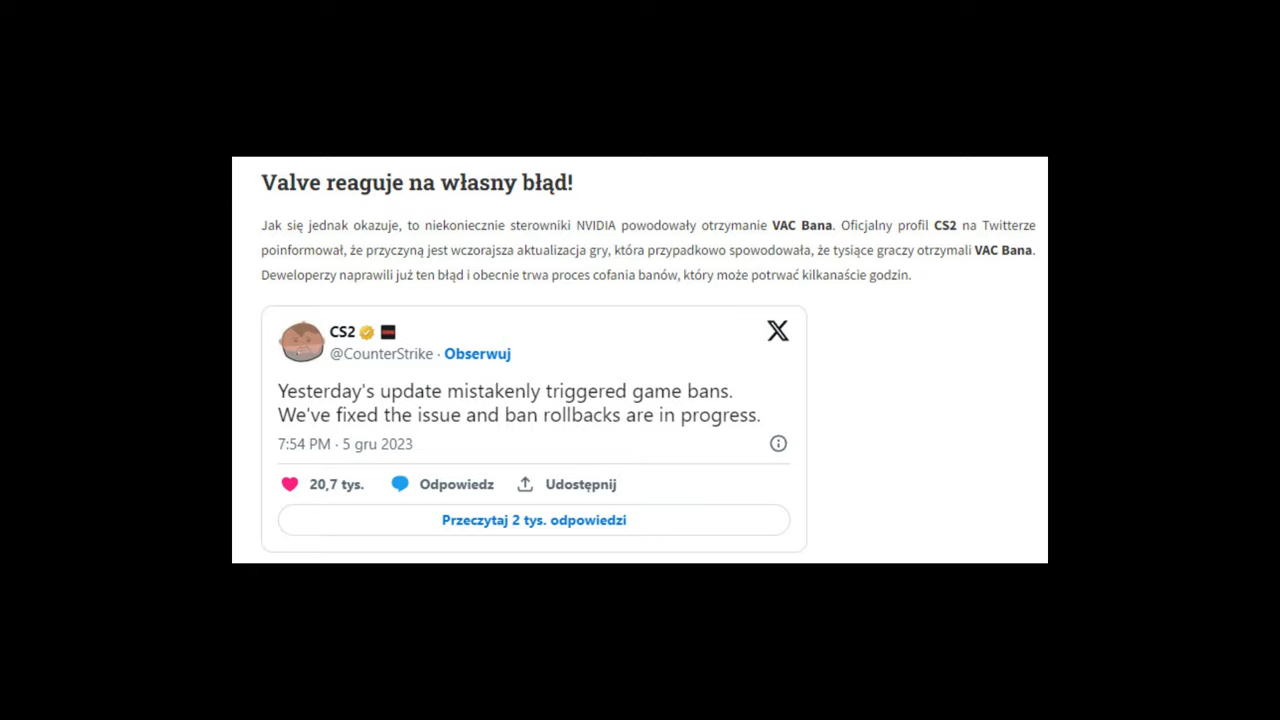 Valve reaguje na własny błąd!
Jak się jednak okazuje, to niekoniecznie sterowniki NVIDIA powodowały otrzymanie VAC Bana. Oficjalny profil CS2 na Twitterze
poinformował, że przyczyną jest wczorajsza aktualizacja gry, która przypadkowo spowodowała, że tysiące graczy otrzymali VAC Bana.
Deweloperzy naprawili już ten błąd i obecnie trwa proces cofania banów, który może potrwać kilkanaście godzin.
CS2
@CounterStrike · Obserwuj
Yesterday's update mistakenly triggered game bans.
We've fixed the issue and ban rollbacks are in progress.
7:54 PM · 5 gru 2023
20,7 tys. Odpowiedz Udostępnij
Przeczytaj 2 tys. odpowiedzi